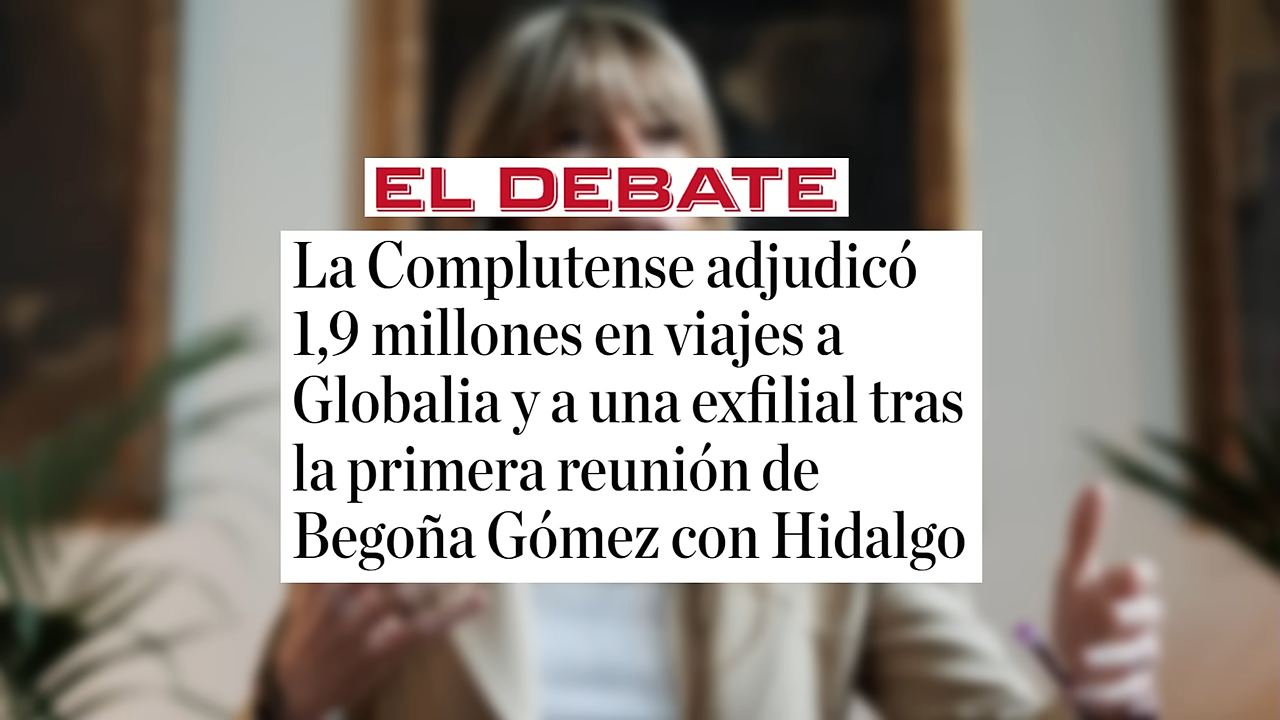 EL DEBATE
La Complutense adjudicó
1,9 millones en viajes a
Globalia y a una exfilial tras
la primera reunión de
Begoña Gómez con Hidalgo